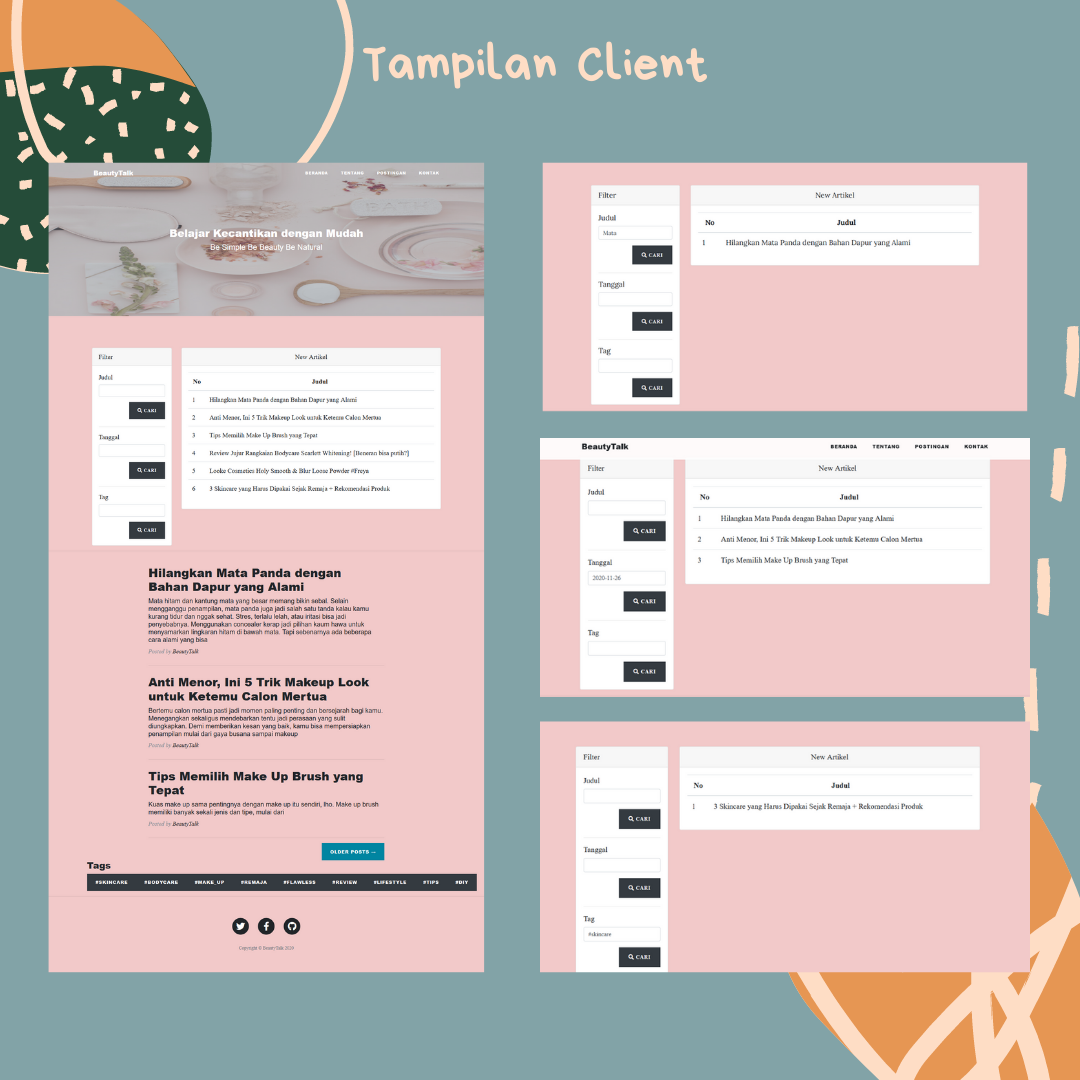 Tampilan Client
BeautyTalk
BERANDA TENTANG POSTINGAN KONTAK
BATH
Belajar Kecantikan dengan Mudah
Be Simple Be Beauty Be Natural
Filter
Judul
CARI
Tanggal
CARI
Tag
CARI
New Artikel
No Judul
1 Hilangkan Mata Panda dengan Bahan Dapur yang Alami
2 Anti Menor, Ini 5 Trik Makeup Look untuk Ketemu Calon Mertua
3 Tips Memilih Make Up Brush yang Tepat
4 Review Jujur Rangkaian Bodycare Scarlett Whitening! [Beneran bisa putih?]
5 Looke Cosmetics Holy Smooth & Blur Loose Powder #Freya
6 3 Skincare yang Harus Dipakai Sejak Remaja + Rekomendasi Produk
Hilangkan Mata Panda dengan
Bahan Dapur yang Alami
Mata hitam dan kantung mata yang besar memang bikin sebal. Selain
mengganggu penampilan, mata panda juga jadi salah satu tanda kalau kamu
kurang tidur dan nggak sehat. Stres, terlalu lelah, atau iritasi bisa jadi
penyebabnya. Menggunakan concealer kerap jadi pilihan kaum hawa untuk
menyamarkan lingkaran hitam di bawah mata. Tapi sebenarnya ada beberapa
cara alami yang bisa
Posted by BeautyTalk
Anti Menor, Ini 5 Trik Makeup Look
untuk Ketemu Calon Mertua
Bertemu calon mertua pasti jadi momen paling penting dan bersejarah bagi kamu.
Menegangkan sekaligus mendebarkan tentu jadi perasaan yang sulit
diungkapkan. Demi memberikan kesan yang baik, kamu bisa mempersiapkan
penampilan mulai dari gaya busana sampai makeup
Posted by BeautyTalk
Tips Memilih Make Up Brush yang
Tepat
Kuas make up sama pentingnya dengan make up itu sendiri, lho. Make up brush
memiliki banyak sekali jenis dan tipe, mulai dari
Posted by BeautyTalk
OLDER POSTS →
Tags
#SKINCARE #BODYCARE #MAKE_UP #REMAJA #FLAWLESS #REVIEW #LIFESTYLE #TIPS #DIY
Copyright © BeautyTalk 2020
Filter
Judul
Mata
CARI
Tanggal
CARI
Tag
CARI
New Artikel
No Judul
1 Hilangkan Mata Panda dengan Bahan Dapur yang Alami
BeautyTalk
BERANDA TENTANG POSTINGAN KONTAK
Filter
Judul
CARI
Tanggal
2020-11-26
CARI
Tag
CARI
New Artikel
No Judul
1 Hilangkan Mata Panda dengan Bahan Dapur yang Alami
2 Anti Menor, Ini 5 Trik Makeup Look untuk Ketemu Calon Mertua
3 Tips Memilih Make Up Brush yang Tepat
Filter
Judul
CARI
Tanggal
CARI
Tag
#skincare
CARI
New Artikel
No Judul
1 3 Skincare yang Harus Dipakai Sejak Remaja + Rekomendasi Produk